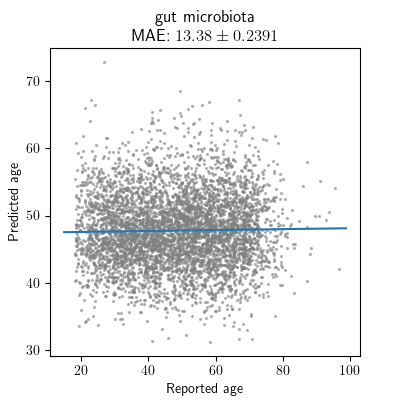 gut microbiota
MAE: 13.38 ± 0.2391
70
60
50
40
30
Predicted age
20 40 60 80 100
Reported age